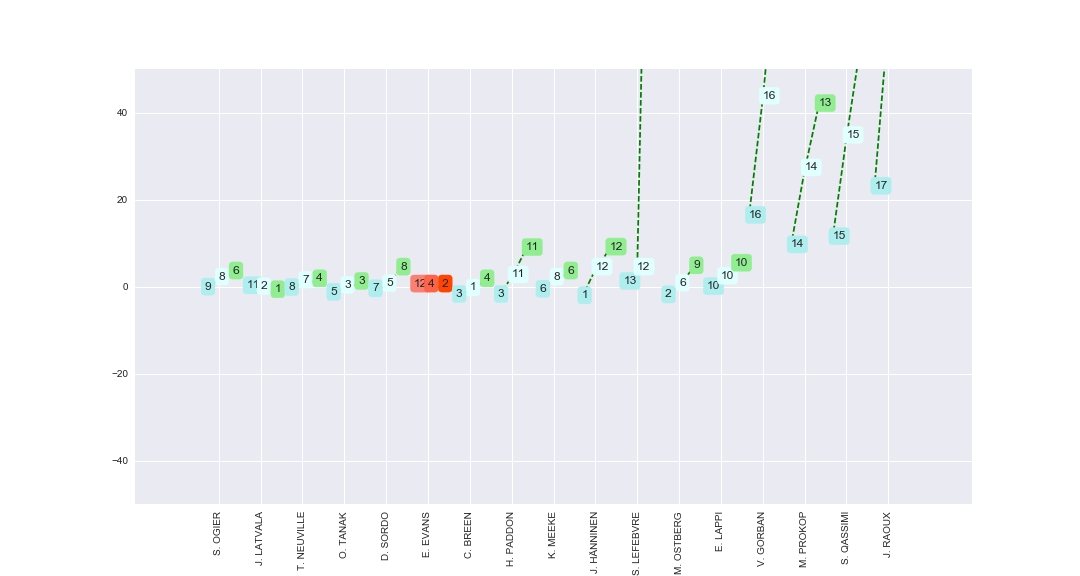 40
20
0
−20
−40
9 8 6
11 2 1
8 7 4
5 3 3
7 5 8
12 4 2
3 1 4
3 11 11
6 8 6
1 12 12
13 12
2 6 9
10 10 10
16 16
14 14 13
15 15
17
S. OGIER
J. LATVALA
T. NEUVILLE
O. TANAK
D. SORDO
E. EVANS
C. BREEN
H. PADDON
K. MEEKE
J. HÄNNINEN
S. LEFEBVRE
M. OSTBERG
E. LAPPI
V. GORBAN
M. PROKOP
S. QASSIMI
J. RAOUX